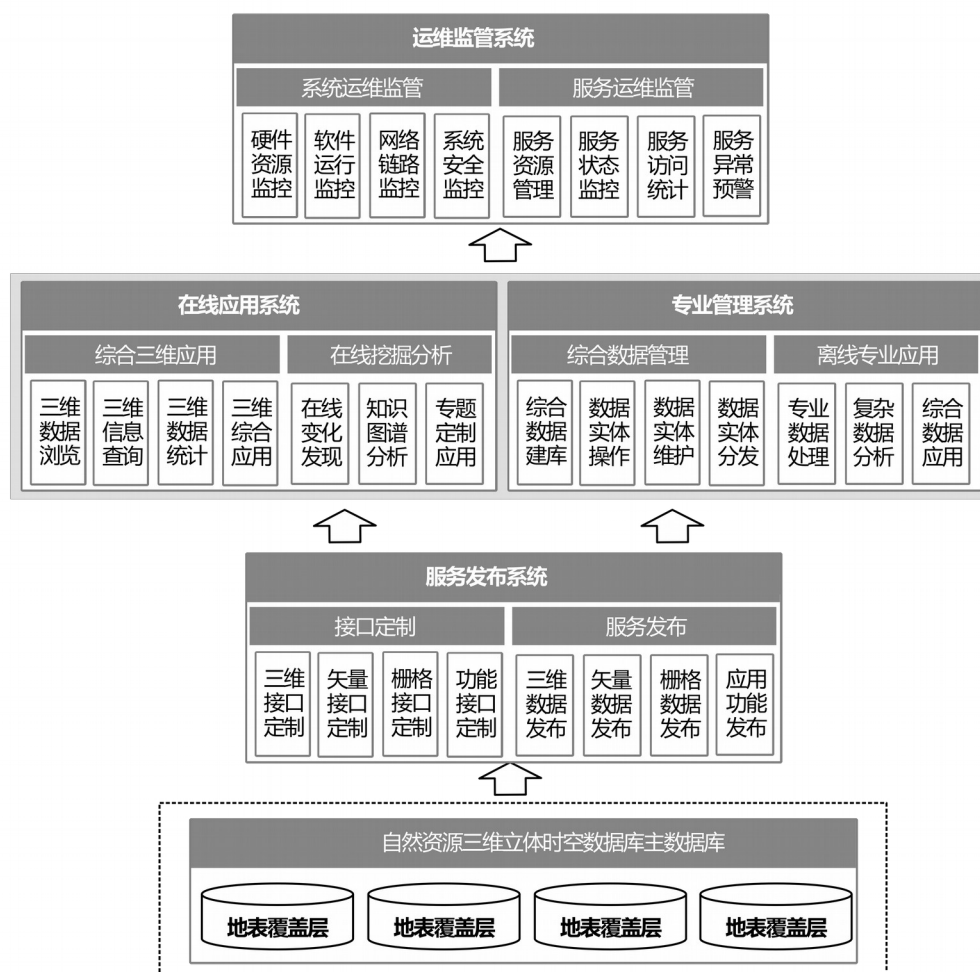 运维监管系统
系统运维监管
服务运维监管
硬件
资源
监控
软件
运行
监控
网络
链路
监控
系统
安全
监控
服务
资源
管理
服务
状态
监控
服务
访问
统计
服务
异常
预警
在线应用系统
综合三维应用
在线挖掘分析
三维
数据
浏览
三维
信息
查询
三维
数据
统计
三维
综合
应用
在线
变化
发现
知识
图谱
分析
专题
定制
应用
专业管理系统
综合数据管理
离线专业应用
综合
数据
建库
数据
实体
操作
数据
实体
维护
数据
实体
分发
专业
数据
处理
复杂
数据
分析
综合
数据
应用
服务发布系统
接口定制
服务发布
三维
接口
定制
矢量
接口
定制
栅格
接口
定制
功能
接口
定制
三维
数据
发布
矢量
数据
发布
栅格
数据
发布
应用
功能
发布
自然资源三维立体时空数据库主数据库
地表覆盖层
地表覆盖层
地表覆盖层
地表覆盖层